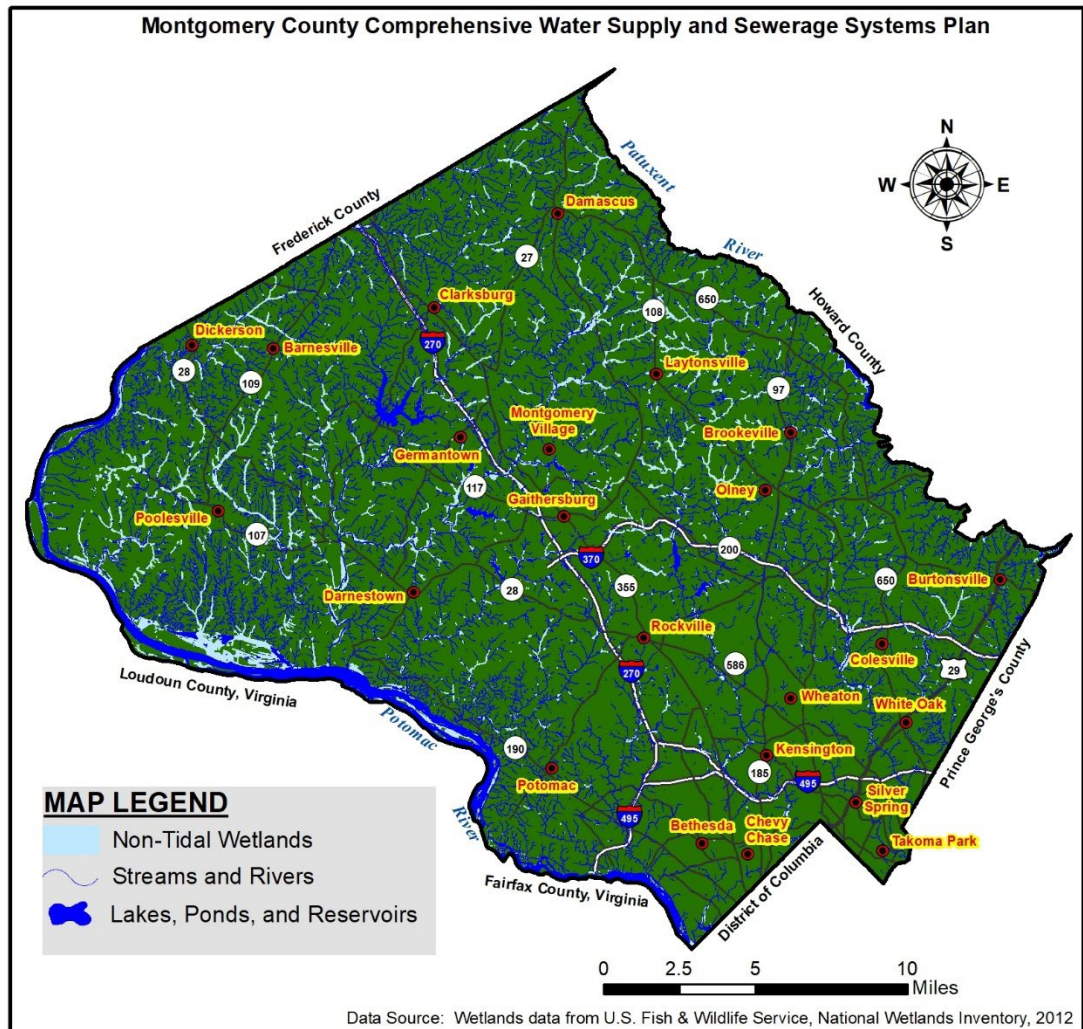 Montgomery County Comprehensive Water Supply and Sewerage Systems Plan
N
W
E
S
Patuxent
River
Frederick County
Howard County
Damascus
27
650
108
Clarksburg
270
Dickerson
Barnesville
28
109
Laytonsville
97
Montgomery
Village
Brookeville
Germantown
117
Gaithersburg
Olney
Poolesville
107
200
370
650
Burtonsville
Darnestown
28
355
Rockville
Colesville
586
270
29
Loudoun County, Virginia
Potomac
River
Wheaton
White Oak
Prince George's County
190
Kensington
185
Potomac
495
Silver
Spring
495
Bethesda
Chevy
Chase
Takoma Park
District of Columbia
Fairfax County, Virginia
MAP LEGEND
Non-Tidal Wetlands
Streams and Rivers
Lakes, Ponds, and Reservoirs
0 2.5 5 10
Miles
Data Source: Wetlands data from U.S. Fish & Wildlife Service, National Wetlands Inventory, 2012